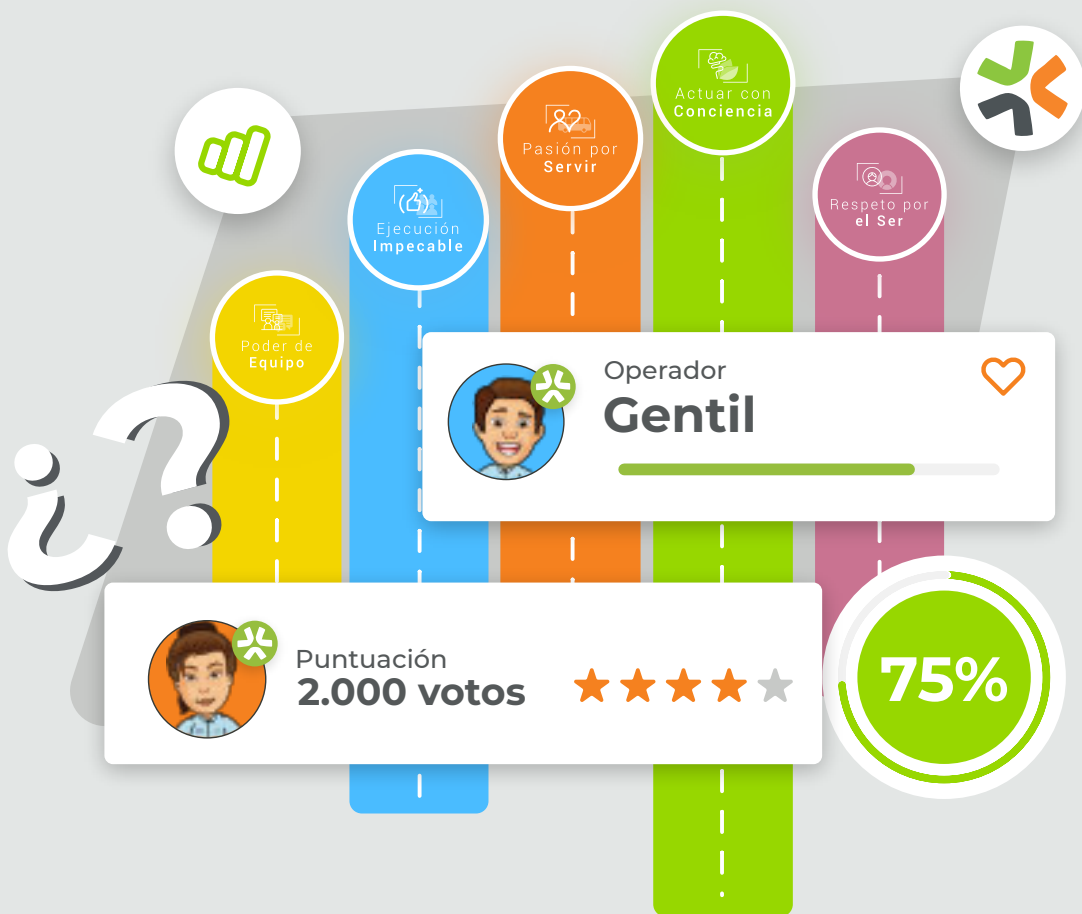 Actuar con
Conciencia
Pasión por
Servir
Respeto por
el Ser
Ejecución
Impecable
Poder de
Equipo
¿?
Operador
Gentil
Puntuación
2.000 votos
75%